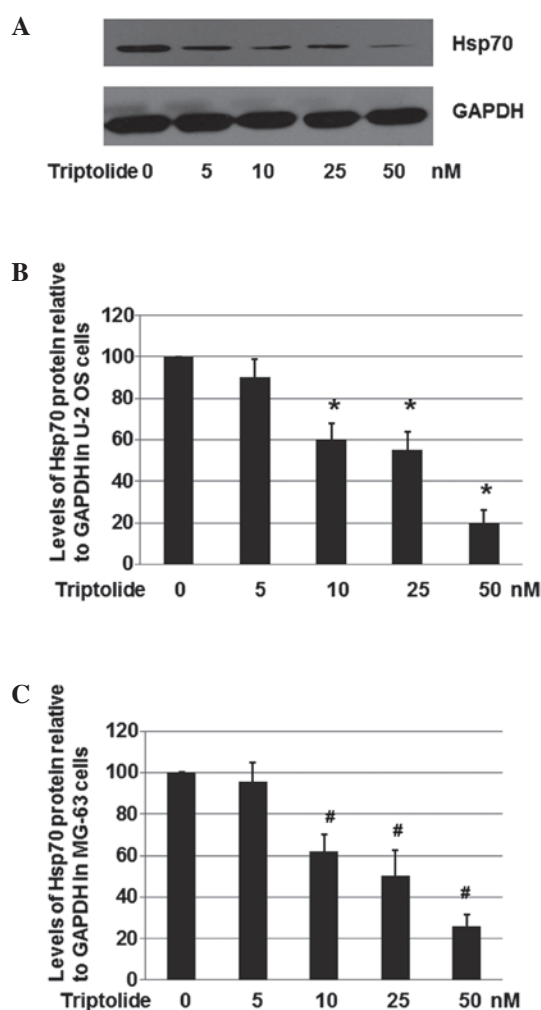 A
Hsp70
GAPDH
Triptolide 0 5 10 25 50 nM
B
Levels of Hsp70 protein relative
to GAPDH In U-2 OS cells
120
100
80
60
40
20
0
* * *
Triptolide 0 5 10 25 50 nM
C
Levels of Hsp70 protein relative
to GAPDH In MG-63 cells
120
100
80
60
40
20
0
# # #
Triptolide 0 5 10 25 50 nM